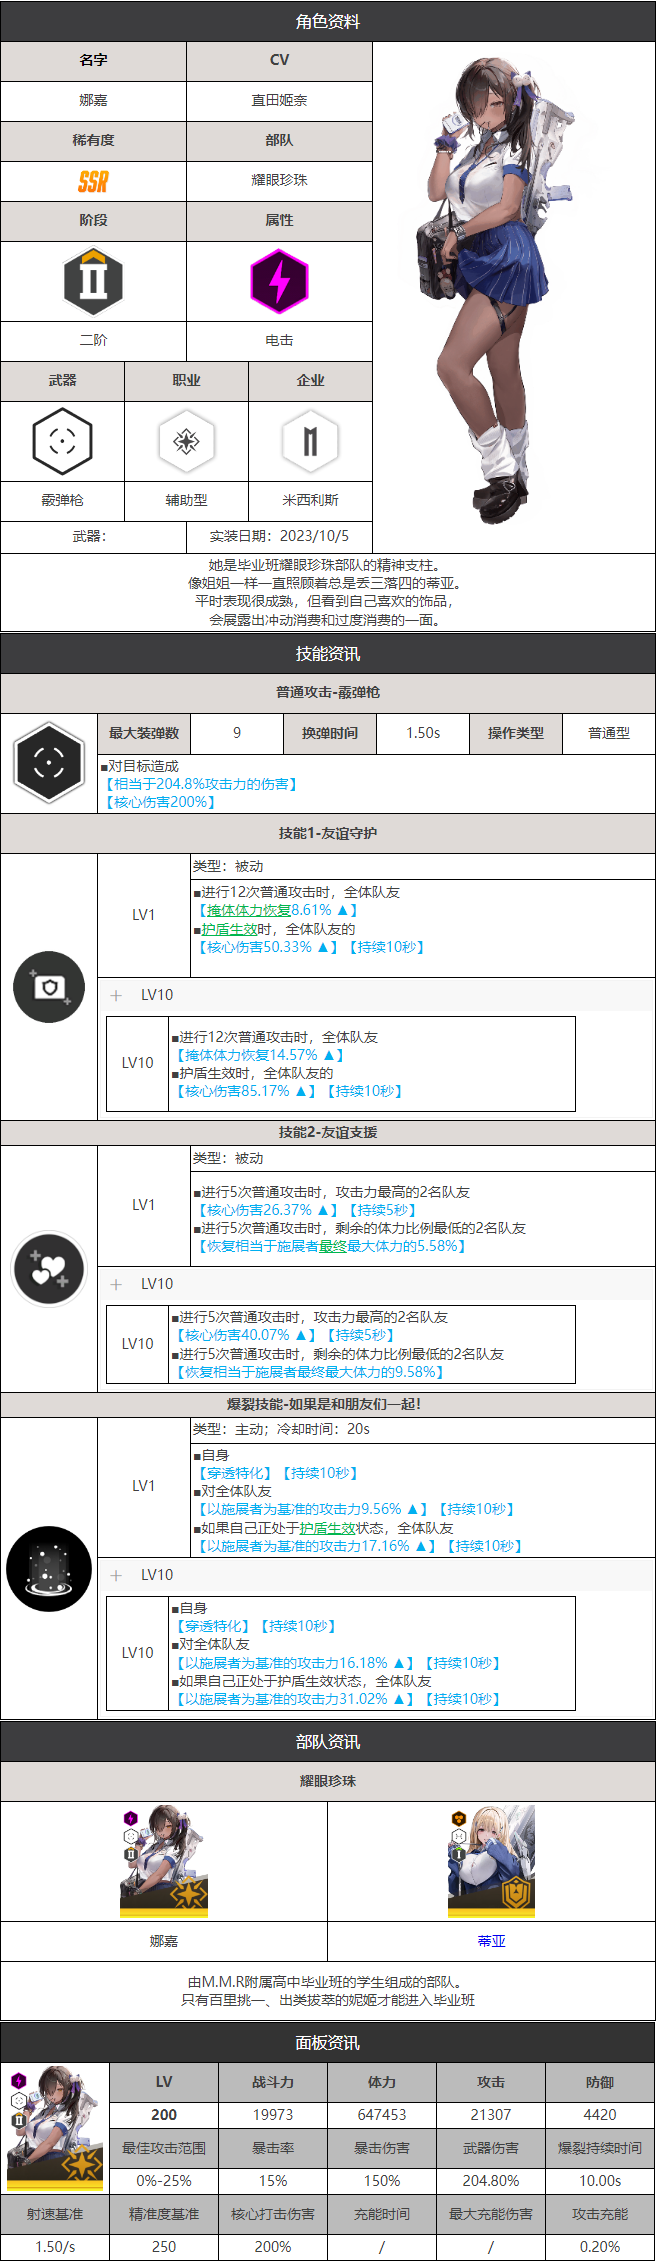 角色资料
名字
CV
娜嘉
直田姬奈
稀有度
部队
SSR
耀眼珍珠
阶段
属性
二阶
电击
武器
职业
企业
霰弹枪
辅助型
米西利斯
武器：
实装日期：2023/10/5
她是毕业班耀眼珍珠部队的精神支柱。
像姐姐一样一直照顾着总是丢三落四的蒂亚。
平时表现很成熟，但看到自己喜欢的饰品，
会展露出冲动消费和过度消费的一面。
技能资讯
普通攻击-霰弹枪
最大装弹数
9
换弹时间
1.50s
操作类型
普通型
■对目标造成
【相当于204.8%攻击力的伤害】
【核心伤害200%】
技能1-友谊守护
LV1
类型：被动
■进行12次普通攻击时，全体队友
【掩体体力恢复8.61% ▲】
■护盾生效时，全体队友的
【核心伤害50.33% ▲】【持续10秒】
＋ LV10
LV10
■进行12次普通攻击时，全体队友
【掩体体力恢复14.57% ▲】
■护盾生效时，全体队友的
【核心伤害85.17% ▲】【持续10秒】
技能2-友谊支援
LV1
类型：被动
■进行5次普通攻击时，攻击力最高的2名队友
【核心伤害26.37% ▲】【持续5秒】
■进行5次普通攻击时，剩余的体力比例最低的2名队友
【恢复相当于施展者最终最大体力的5.58%】
＋ LV10
LV10
■进行5次普通攻击时，攻击力最高的2名队友
【核心伤害40.07% ▲】【持续5秒】
■进行5次普通攻击时，剩余的体力比例最低的2名队友
【恢复相当于施展者最终最大体力的9.58%】
爆裂技能-如果是和朋友们一起！
LV1
类型：主动；冷却时间：20s
■自身
【穿透特化】【持续10秒】
■对全体队友
【以施展者为基准的攻击力9.56% ▲】【持续10秒】
■如果自己正处于护盾生效状态，全体队友
【以施展者为基准的攻击力17.16% ▲】【持续10秒】
＋ LV10
LV10
■自身
【穿透特化】【持续10秒】
■对全体队友
【以施展者为基准的攻击力16.18% ▲】【持续10秒】
■如果自己正处于护盾生效状态，全体队友
【以施展者为基准的攻击力31.02% ▲】【持续10秒】
部队资讯
耀眼珍珠
娜嘉
蒂亚
由M.M.R附属高中毕业班的学生组成的部队。
只有百里挑一、出类拔萃的妮姬才能进入毕业班
面板资讯
LV
战斗力
体力
攻击
防御
200
19973
647453
21307
4420
最佳攻击范围
暴击率
暴击伤害
武器伤害
爆裂持续时间
0%-25%
15%
150%
204.80%
10.00s
射速基准
精准度基准
核心打击伤害
充能时间
最大充能伤害
攻击充能
1.50/s
250
200%
/
/
0.20%